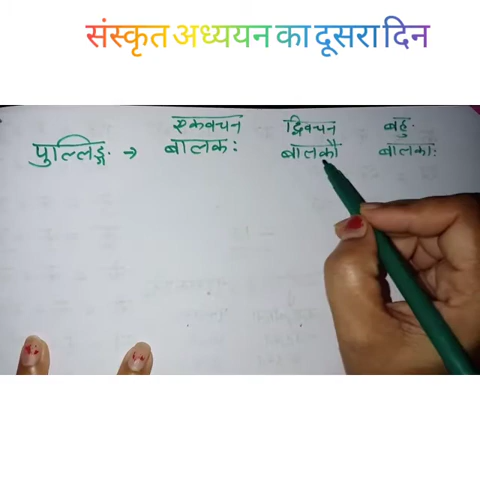 संस्कृत अध्ययन का दूसरा दिन
एकवचन द्विवचन बहु.
पुल्लिङ्ग → बालकः बालकौ बालकाः